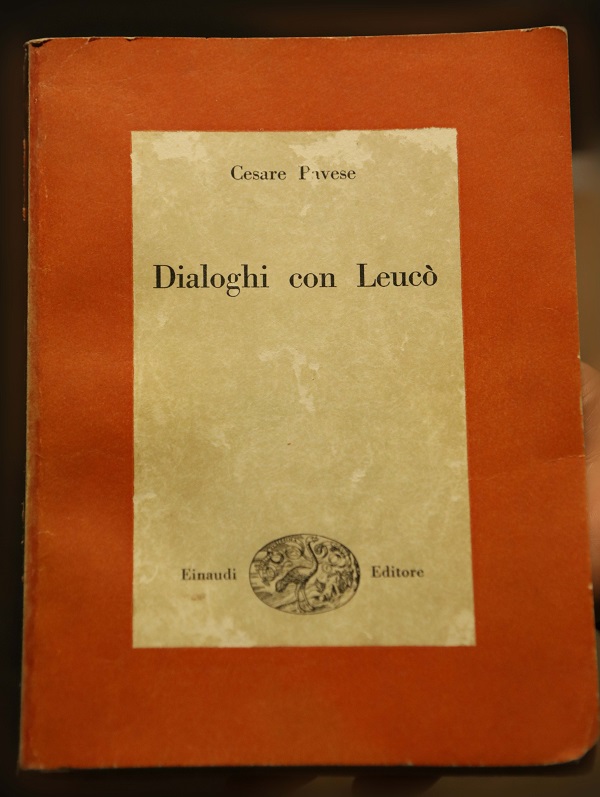 Cesare Pavese
Dialoghi con Leucò
Einaudi Editore